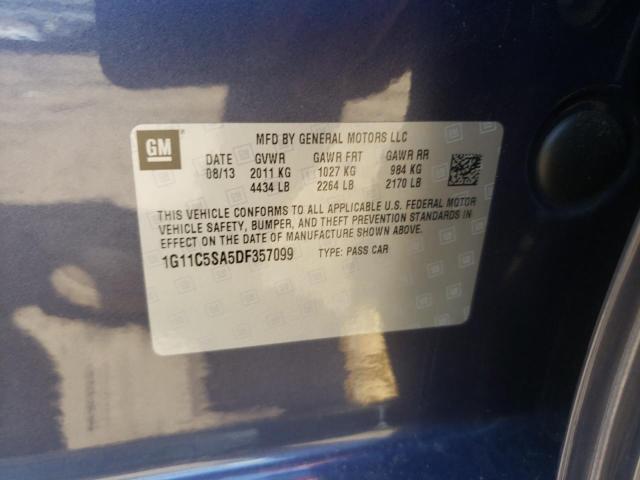 GM
MFD BY GENERAL MOTORS LLC
DATE GVWR GAWR FRT GAWR RR
08/13 2011 KG 1027 KG 984 KG
4434 LB 2264 LB 2170 LB
THIS VEHICLE CONFORMS TO ALL APPLICABLE U.S. FEDERAL MOTOR
VEHICLE SAFETY, BUMPER, AND THEFT PREVENTION STANDARDS IN
EFFECT ON THE DATE OF MANUFACTURE SHOWN ABOVE.
1G11C5SA5DF357099 TYPE: PASS CAR